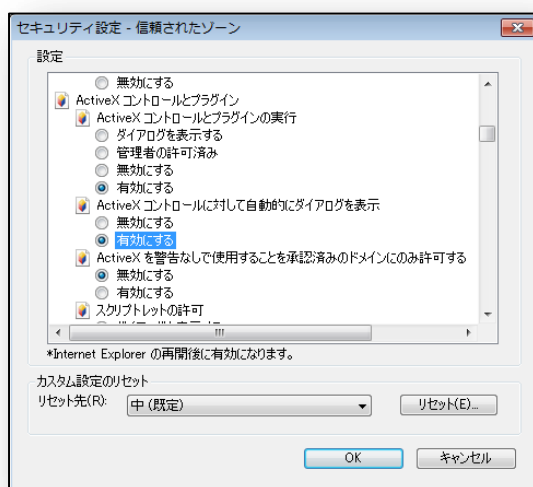 セキュリティ設定 - 信頼されたゾーン
設定
無効にする
ActiveX コントロールとプラグイン
ActiveX コントロールとプラグインの実行
ダイアログを表示する
管理者の許可済み
無効にする
有効にする
ActiveX コントロールに対して自動的にダイアログを表示
無効にする
有効にする
ActiveX を警告なしで使用することを承認済みのドメインにのみ許可する
無効にする
有効にする
スクリプトレットの許可
*Internet Explorer の再開後に有効になります。
カスタム設定のリセット
リセット先(R): 中 (既定) リセット(E)...
OK キャンセル